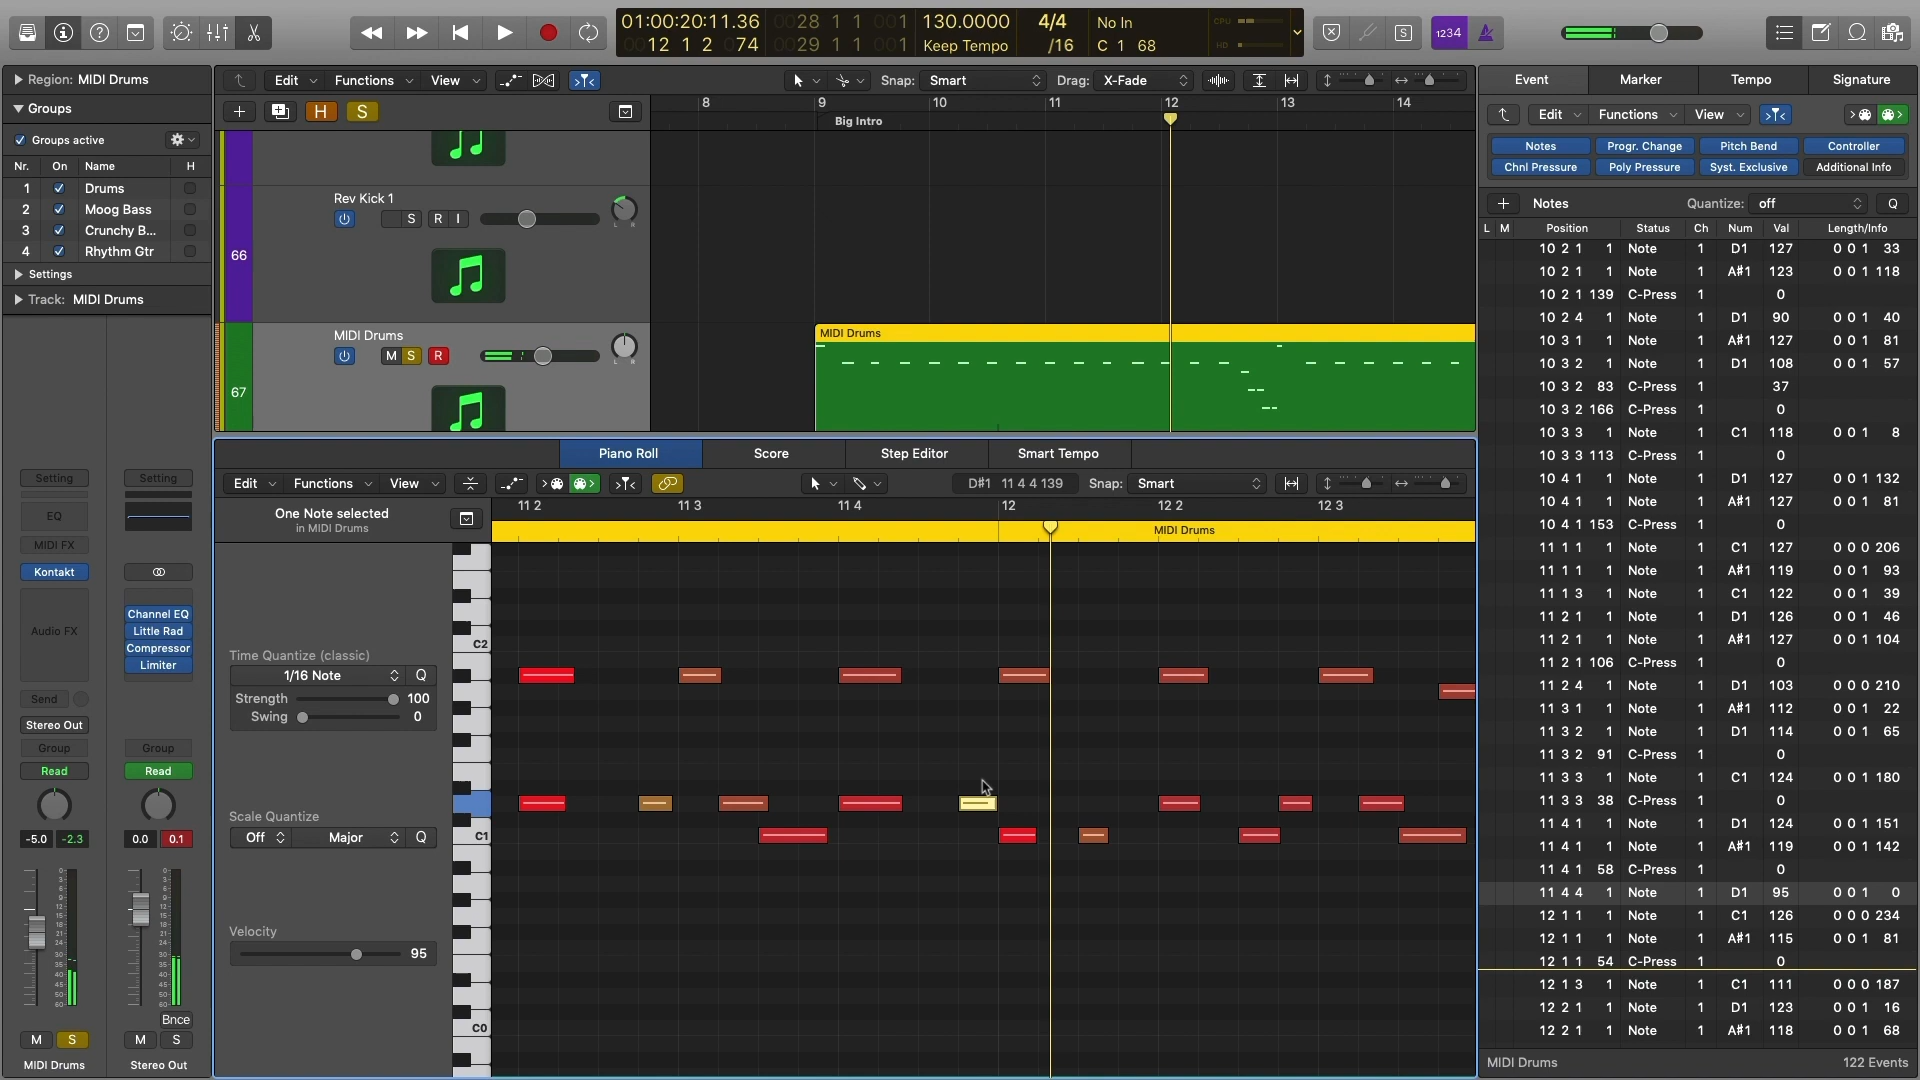 01:00:20:11.36
0012 1 2 074
0028 1 1 001
0029 1 1 001
130.0000
Keep Tempo
4/4
/16
No In
C 1 68
CPU
HD
1234
Region: MIDI Drums
Groups
Groups active
Nr. On Name H
1 Drums
2 Moog Bass
3 Crunchy B...
4 Rhythm Gtr
Settings
Track: MIDI Drums
Setting
Setting
EQ
MIDI FX
Kontakt
Audio FX
Channel EQ
Little Rad
Compressor
Limiter
Send
Stereo Out
Group
Group
Read
Read
-5.0 -2.3
0.0 0.1
Bnce
M S
M S
MIDI Drums
Stereo Out
Edit Functions View
Snap: Smart
Drag: X-Fade
H S
8 9 10 11 12 13 14
Big Intro
Rev Kick 1
S R I
L R
66
MIDI Drums
M S R
L R
67
MIDI Drums
Piano Roll Score Step Editor Smart Tempo
Edit Functions View
D#1 11 4 4 139
Snap: Smart
One Note selected
in MIDI Drums
11 2 11 3 11 4 12 12 2 12 3
MIDI Drums
C2
C1
C0
Time Quantize (classic)
1/16 Note Q
Strength 100
Swing 0
Scale Quantize
Off Major Q
Velocity
95
Event Marker Tempo Signature
Edit Functions View
Notes Progr. Change Pitch Bend Controller
Chnl Pressure Poly Pressure Syst. Exclusive Additional Info
Notes Quantize: off Q
L M Position Status Ch Num Val Length/Info
10 2 1 1 Note 1 D1 127 0 0 1 33
10 2 1 1 Note 1 A#1 123 0 0 1 118
10 2 1 139 C-Press 1 0
10 2 4 1 Note 1 D1 90 0 0 1 40
10 3 1 1 Note 1 A#1 127 0 0 1 81
10 3 2 1 Note 1 D1 108 0 0 1 57
10 3 2 83 C-Press 1 37
10 3 2 166 C-Press 1 0
10 3 3 1 Note 1 C1 118 0 0 1 8
10 3 3 113 C-Press 1 0
10 4 1 1 Note 1 D1 127 0 0 1 132
10 4 1 1 Note 1 A#1 127 0 0 1 81
10 4 1 153 C-Press 1 0
11 1 1 1 Note 1 C1 127 0 0 0 206
11 1 1 1 Note 1 A#1 119 0 0 1 93
11 1 3 1 Note 1 C1 122 0 0 1 39
11 2 1 1 Note 1 D1 126 0 0 1 46
11 2 1 1 Note 1 A#1 127 0 0 1 104
11 2 1 106 C-Press 1 0
11 2 4 1 Note 1 D1 103 0 0 0 210
11 3 1 1 Note 1 A#1 112 0 0 1 22
11 3 2 1 Note 1 D1 114 0 0 1 65
11 3 2 91 C-Press 1 0
11 3 3 1 Note 1 C1 124 0 0 1 180
11 3 3 38 C-Press 1 0
11 4 1 1 Note 1 D1 124 0 0 1 151
11 4 1 1 Note 1 A#1 119 0 0 1 142
11 4 1 58 C-Press 1 0
11 4 4 1 Note 1 D1 95 0 0 1 0
12 1 1 1 Note 1 C1 126 0 0 0 234
12 1 1 1 Note 1 A#1 115 0 0 1 81
12 1 1 54 C-Press 1 0
12 1 3 1 Note 1 C1 111 0 0 0 187
12 2 1 1 Note 1 D1 123 0 0 1 16
12 2 1 1 Note 1 A#1 118 0 0 1 68
MIDI Drums 122 Events